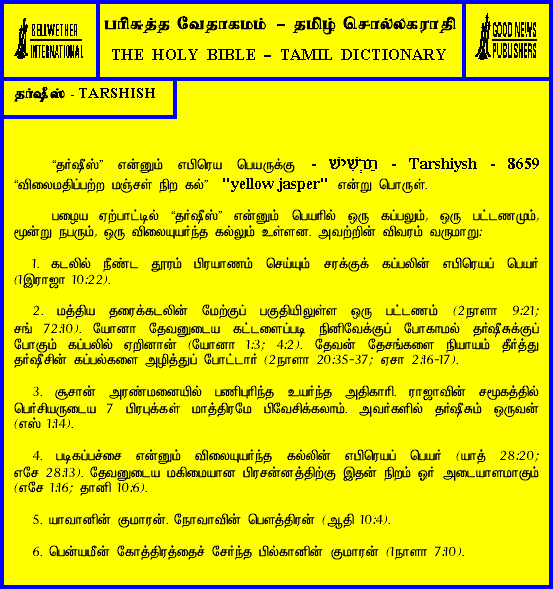 BELLWETHER
INTERNATIONAL
பரிசுத்த வேதாகமம் – தமிழ் சொல்லகராதி
THE HOLY BIBLE – TAMIL DICTIONARY
GOOD NEWS
PUBLISHERS
தர்ஷீஸ் - TARSHISH
“தர்ஷீஸ்” என்னும் எபிரெய பெயருக்கு - תַּרְשִׁישׁ - Tarshiysh - 8659
“விலைமதிப்பற்ற மஞ்சள் நிற கல்” "yellow jasper" என்று பொருள்.
பழைய ஏற்பாட்டில் “தர்ஷீஸ்” என்னும் பெயரில் ஒரு கப்பலும், ஒரு பட்டணமும்,
மூன்று நபரும், ஒரு விலையுயர்ந்த கல்லும் உள்ளன. அவற்றின் விவரம் வருமாறு:
1. கடலில் நீண்ட தூரம் பிரயாணம் செய்யும் சரக்குக் கப்பலின் எபிரெயப் பெயர்
(1இராஜா 10:22).
2. மத்திய தரைக்கடலின் மேற்குப் பகுதியிலுள்ள ஒரு பட்டணம் (2நாளா 9:21;
சங் 72:10). யோனா தேவனுடைய கட்டளைப்படி நினிவேக்குப் போகாமல் தர்ஷீசுக்குப்
போகும் கப்பலில் ஏறினான் (யோனா 1:3; 4:2). தேவன் தேசங்களை நியாயம் தீர்த்து
தர்ஷீசின் கப்பல்களை அழித்துப் போட்டார் (2நாளா 20:35-37; ஏசா 2:16-17).
3. சூசான் அரண்மனையில் பணிபுரிந்த உயர்ந்த அதிகாரி. ராஜாவின் சமூகத்தில்
பெர்சியருடைய 7 பிரபுக்கள் மாத்திரமே பிவேசிக்கலாம். அவர்களில் தர்ஷீசும் ஒருவன்
(எஸ் 1:14).
4. படிகப்பச்சை என்னும் விலையுயர்ந்த கல்லின் எபிரெயப் பெயர் (யாத் 28:20;
எசே 28:13). தேவனுடைய மகிமையான பிரசன்னத்திற்கு இதன் நிறம் ஓர் அடையாளமாகும்
(எசே 1:16; தானி 10:6).
5. யாவானின் குமாரன். நோவாவின் பௌத்திரன் (ஆதி 10:4).
6. பென்யமீன் கோத்திரத்தைச் சேர்ந்த பில்கானின் குமாரன் (1நாளா 7:10).